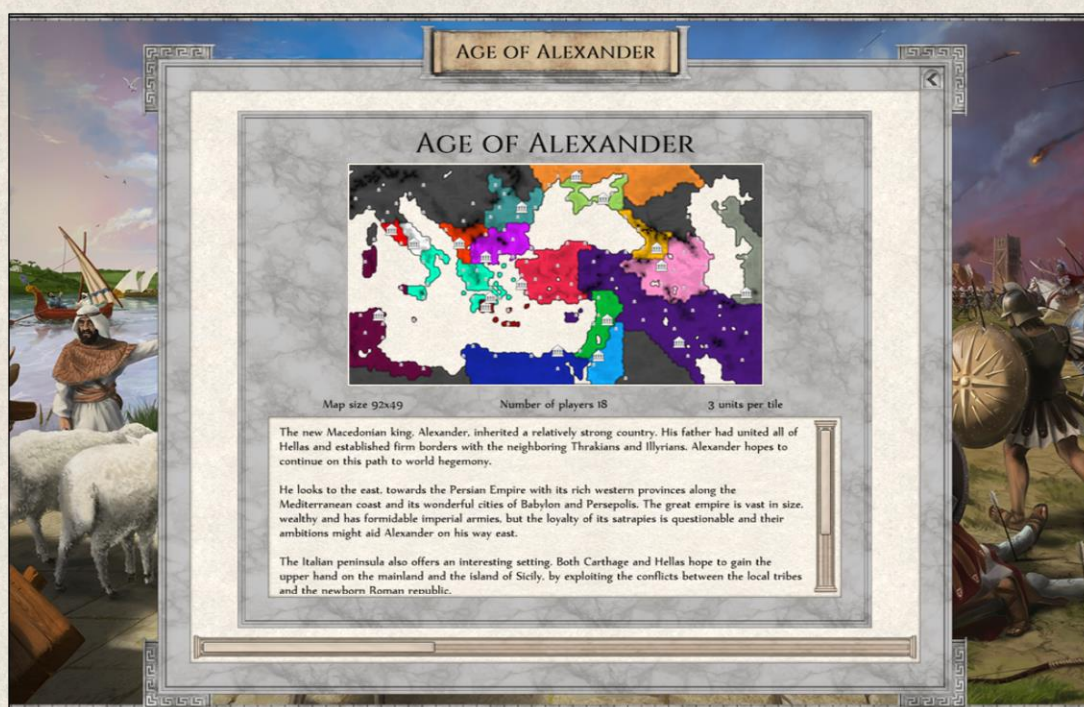 AGE OF ALEXANDER
AGE OF ALEXANDER
Map size 92x49 Number of players 18 3 units per tile
The new Macedonian king, Alexander, inherited a relatively strong country. His father had united all of
Hellas and established firm borders with the neighboring Thrakians and Illyrians. Alexander hopes to
continue on this path to world hegemony.
He looks to the east, towards the Persian Empire with its rich western provinces along the
Mediterranean coast and its wonderful cities of Babylon and Persepolis. The great empire is vast in size,
wealthy and has formidable imperial armies, but the loyalty of its satrapies is questionable and their
ambitions might aid Alexander on his way east.
The Italian peninsula also offers an interesting setting. Both Carthage and Hellas hope to gain the
upper hand on the mainland and the island of Sicily, by exploiting the conflicts between the local tribes
and the newborn Roman republic.